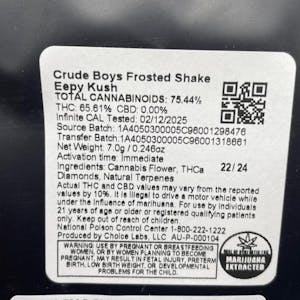 Crude Boys Frosted Shake
Eepy Kush
TOTAL CANNABINOIDS: 75.44%
THC: 65.61% CBD: 0.00%
Infinite CAL Tested: 02/12/2025
Source Batch: 1A4050300005C96001298476
Transfer Batch:1A4050300005C96001318661
Net Weight: 7.0g / 0.246oz
Activation time: Immediate
Ingredients: Cannabis Flower, THCa
Diamonds, Natural Terpenes
22/24
Actual THC and CBD values may vary from the reported
values by 10%. It is illegal to drive a motor vehicle while
under the influence of marihuana. For use by individuals
21 years of age or older or registered qualifying patients
only. Keep out of reach of children.
National Poison Control Center 1-800-222-1222
Produced by Choice Labs, LLC AU-P-000104
WARNING: USE BY PREGNANT OR BREASTFEEDING
WOMEN, OR BY WOMEN PLANNING TO BECOME
PREGNANT, MAY RESULT IN FETAL INJURY, PRETERM
BIRTH, LOW BIRTH WEIGHT, OR DEVELOPMENTAL
PROBLEMS FOR THE CHILD.
MARIJUANA
EXTRACTED